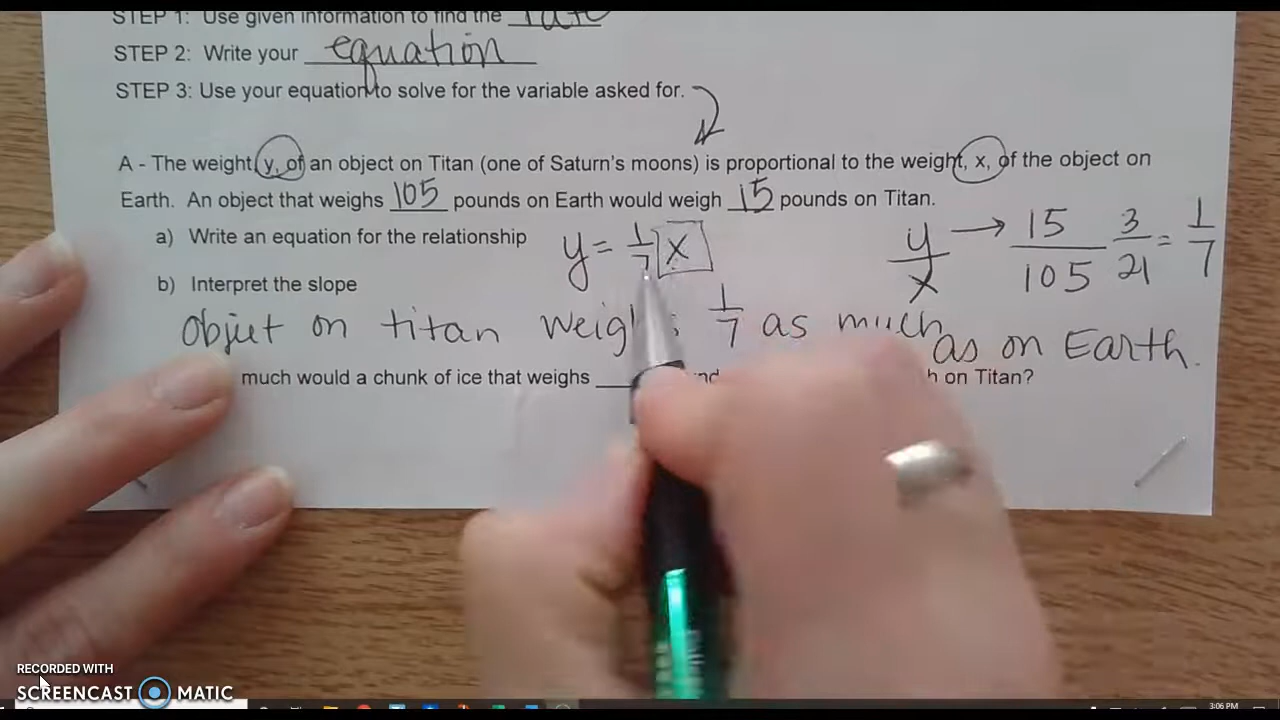 STEP 1: Use given information to find the rate
STEP 2: Write your equation
STEP 3: Use your equation to solve for the variable asked for.
A - The weight, y, of an object on Titan (one of Saturn's moons) is proportional to the weight, x, of the object on
Earth. An object that weighs 105 pounds on Earth would weigh 15 pounds on Titan.
a) Write an equation for the relationship y = 1/7 x
y/x → 15/105 3/21 = 1/7
b) Interpret the slope
Objet on titan 1/7 as much
as on Earth.
much would a chunk of ice that weighs ___ on Titan?
RECORDED WITH
SCREENCAST MATIC
3:06 PM